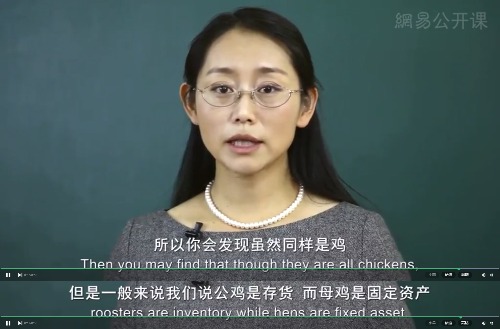 網易公开课
所以你会发现虽然同样是鸡
Then you may find that though they are all chickens,
但是一般来说我们说公鸡是存货 而母鸡是固定资产
roosters are inventory while hens are fixed asset